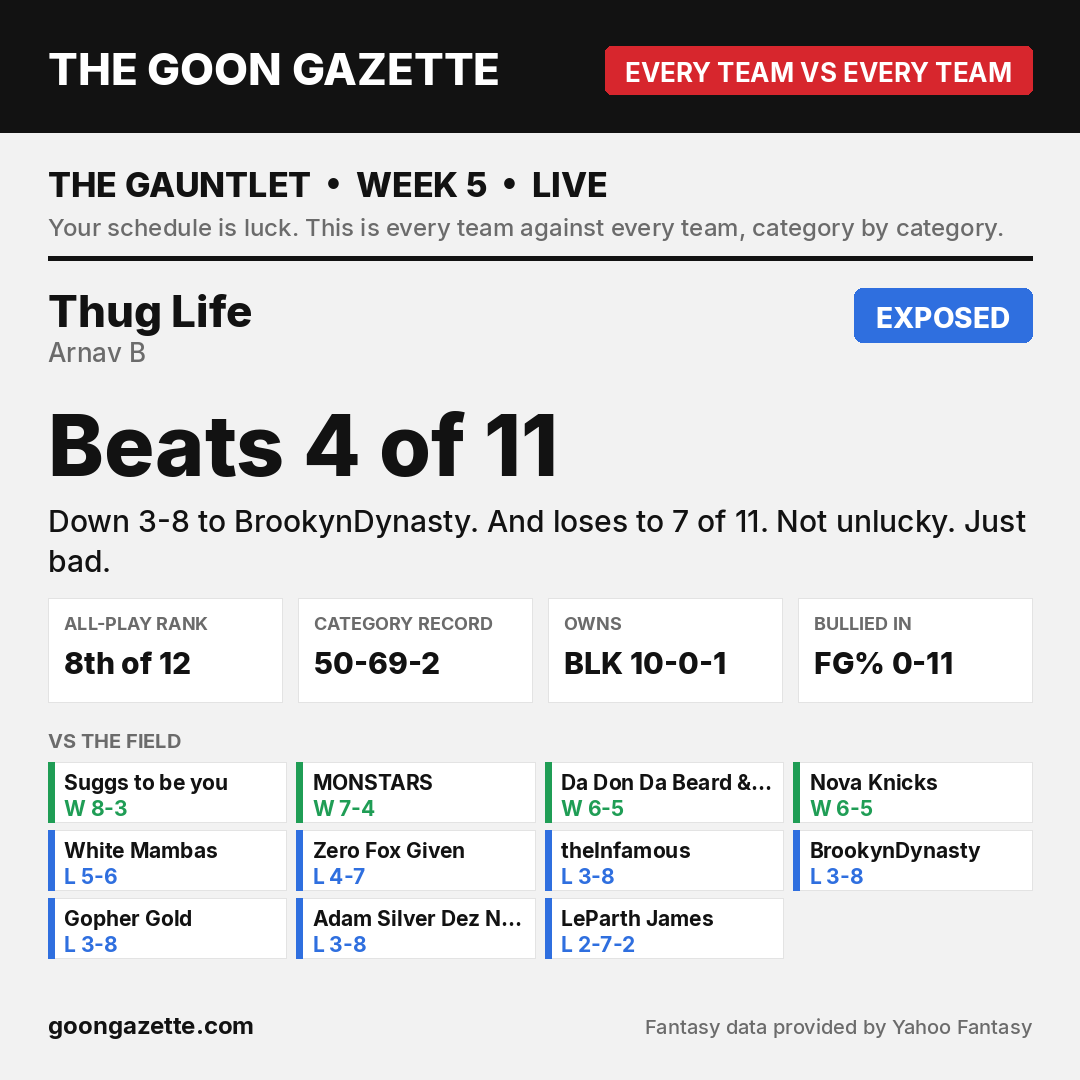 THE GOON GAZETTE
EVERY TEAM VS EVERY TEAM
THE GAUNTLET • WEEK 5 • LIVE
Your schedule is luck. This is every team against every team, category by category.
Thug Life
EXPOSED
Arnav B
Beats 4 of 11
Down 3-8 to BrookynDynasty. And loses to 7 of 11. Not unlucky. Just
bad.
ALL-PLAY RANK
8th of 12
CATEGORY RECORD
50-69-2
OWNS
BLK 10-0-1
BULLIED IN
FG% 0-11
VS THE FIELD
Suggs to be you
W 8-3
MONSTARS
W 7-4
Da Don Da Beard &...
W 6-5
Nova Knicks
W 6-5
White Mambas
L 5-6
Zero Fox Given
L 4-7
theInfamous
L 3-8
BrookynDynasty
L 3-8
Gopher Gold
L 3-8
Adam Silver Dez N...
L 3-8
LeParth James
L 2-7-2
goongazette.com
Fantasy data provided by Yahoo Fantasy